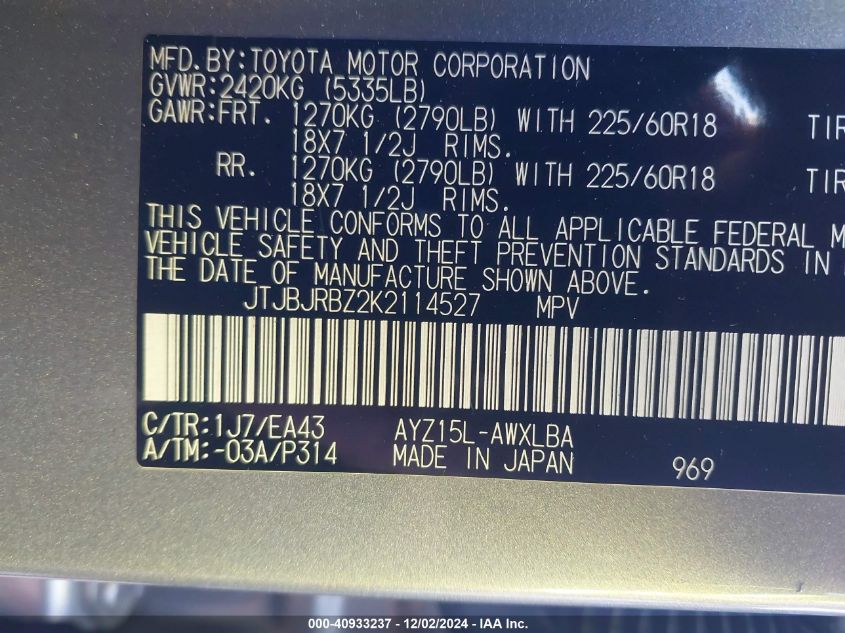 MFD.BY:TOYOTA MOTOR CORPORATION
GVWR:2420KG (5335LB)
GAWR:FRT. 1270KG (2790LB) WITH 225/60R18 TIR
18X7 1/2J RIMS.
RR. 1270KG (2790LB) WITH 225/60R18 TIR
18X7 1/2J RIMS.
THIS VEHICLE CONFORMS TO ALL APPLICABLE FEDERAL M
VEHICLE SAFETY AND THEFT PREVENTION STANDARDS IN
THE DATE OF MANUFACTURE SHOWN ABOVE.
JTJBJRBZ2K2114527 MPV
C/TR:1J7/EA43 AYZ15L-AWXLBA
A/TM:-03A/P314 MADE IN JAPAN 969
000-40933237 - 12/02/2024 - IAA Inc.